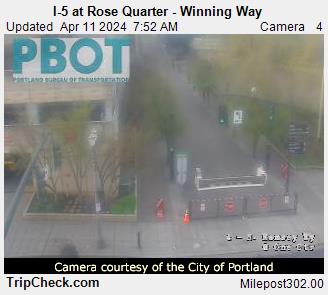 I-5 at Rose Quarter - Winning Way
Updated Apr 11 2024 7:52 AM Camera 4
PBOT
PORTLAND BUREAU OF TRANSPORTATION
Camera courtesy of the City of Portland
TripCheck.com Milepost302.00